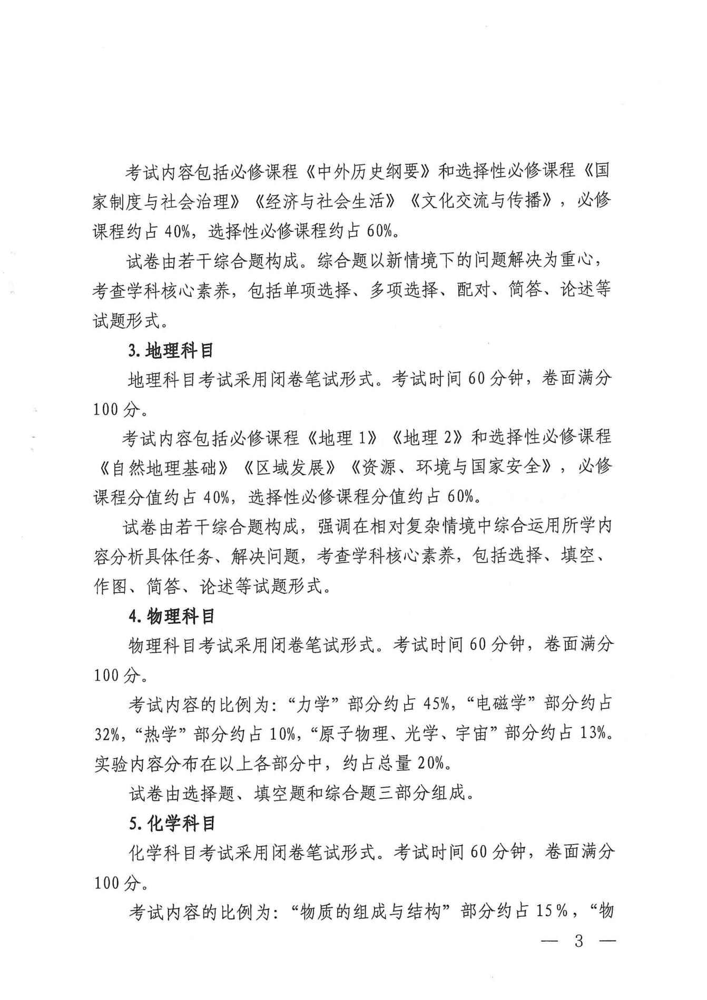 考试内容包括必修课程《中外历史纲要》和选择性必修课程《国
家制度与社会治理》《经济与社会生活》《文化交流与传播》，必修
课程约占 40%，选择性必修课程约占 60%。
试卷由若干综合题构成。综合题以新情境下的问题解决为重心，
考查学科核心素养，包括单项选择、多项选择、配对、简答、论述等
试题形式。
3. 地理科目
地理科目考试采用闭卷笔试形式。考试时间 60 分钟，卷面满分
100 分。
考试内容包括必修课程《地理 1》《地理 2》和选择性必修课程
《自然地理基础》《区域发展》《资源、环境与国家安全》，必修
课程分值约占 40%，选择性必修课程分值约占 60%。
试卷由若干综合题构成，强调在相对复杂情境中综合运用所学内
容分析具体任务、解决问题，考查学科核心素养，包括选择、填空、
作图、简答、论述等试题形式。
4. 物理科目
物理科目考试采用闭卷笔试形式。考试时间 60 分钟，卷面满分
100 分。
考试内容的比例为：“力学”部分约占 45%，“电磁学”部分约占
32%，“热学”部分约占 10%，“原子物理、光学、宇宙”部分约占 13%。
实验内容分布在以上各部分中，约占总量 20%。
试卷由选择题、填空题和综合题三部分组成。
5. 化学科目
化学科目考试采用闭卷笔试形式。考试时间 60 分钟，卷面满分
100 分。
考试内容的比例为：“物质的组成与结构”部分约占 15%，“物
— 3 —